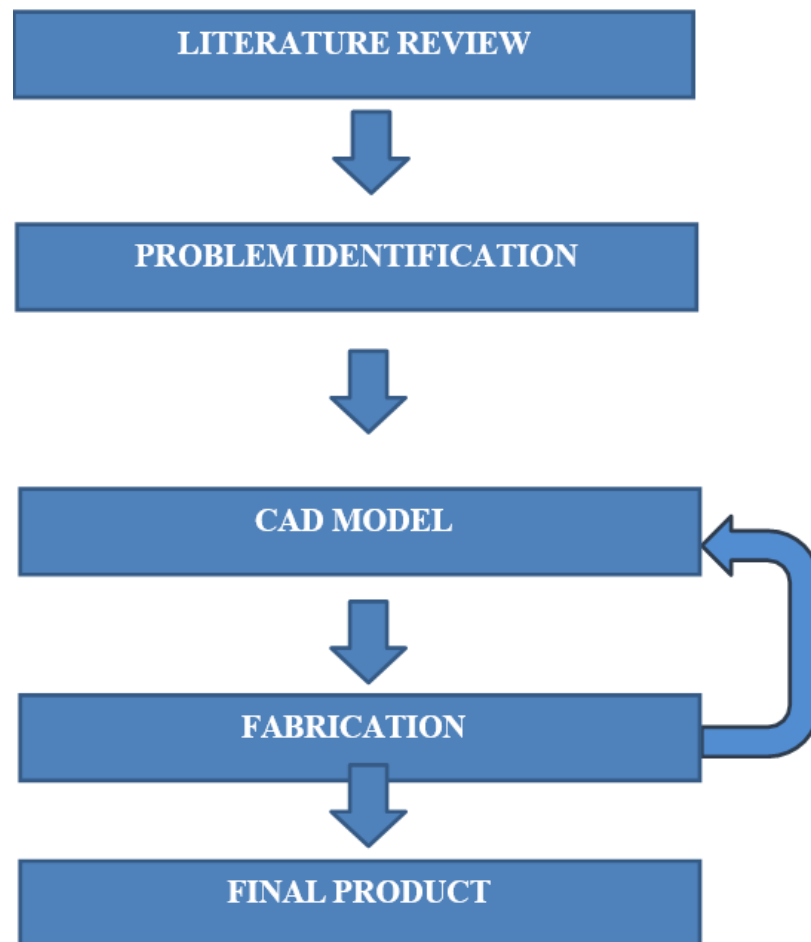 LITERATURE REVIEW
PROBLEM IDENTIFICATION
CAD MODEL
FABRICATION
FINAL PRODUCT